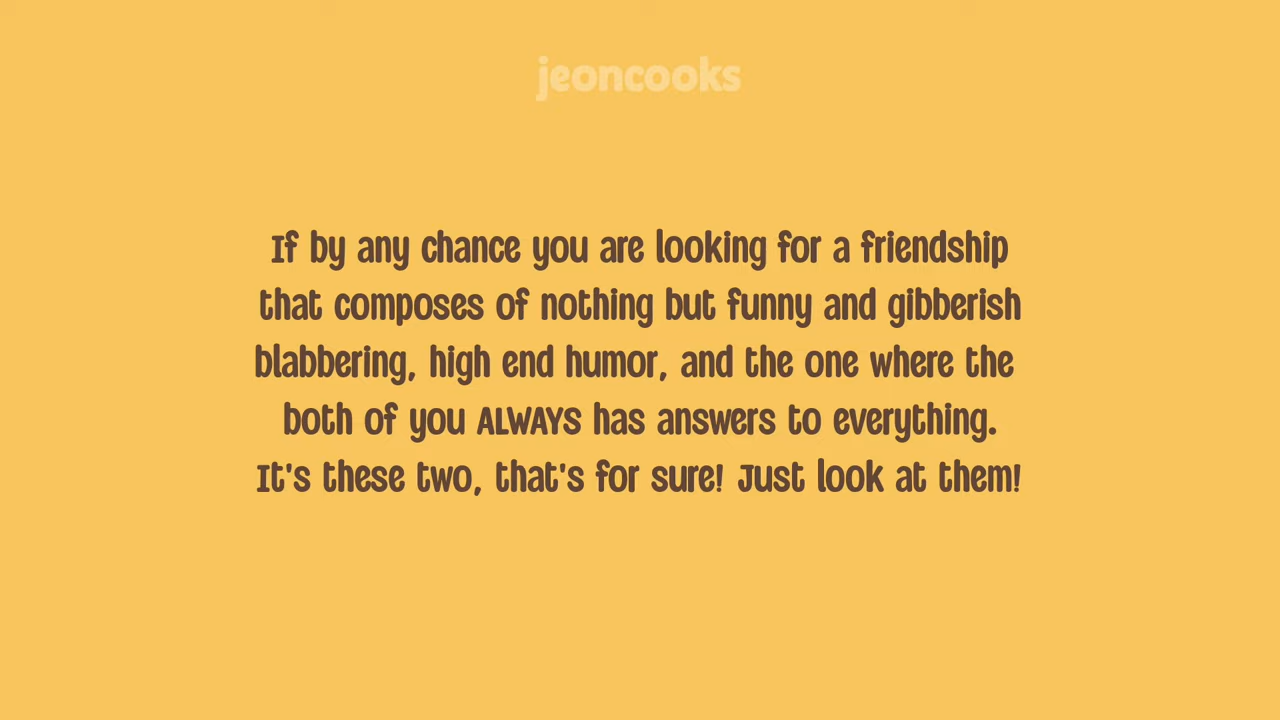 jeoncooks
If by any chance you are looking for a friendship
that composes of nothing but funny and gibberish
blabbering, high end humor, and the one where the
both of you ALWAYS has answers to everything.
It's these two, that's for sure! Just look at them!